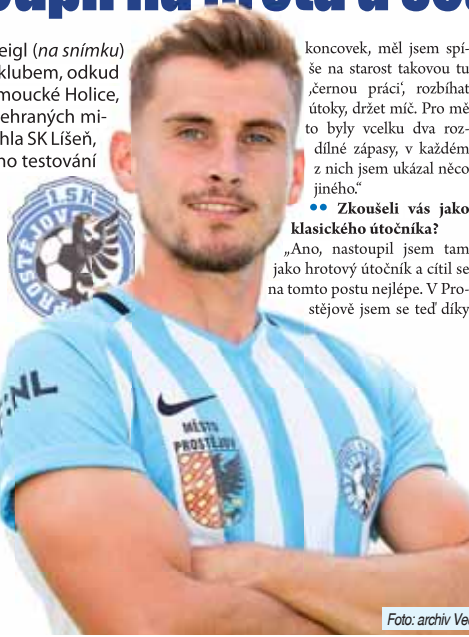 eigl (na snímku)
klubem, odkud
moucké Holice,
ehraných mi-
hla SK Líšeň,
no testování
koncovek, měl jsem spí-
še na starost takovou tu
‚černou práci‘, rozbíhat
útoky, držet míč. Pro mě
to byly vcelku dva roz-
dílné zápasy, v každém
z nich jsem ukázal něco
jiného.“
•• Zkoušeli vás jako
klasického útočníka?
„Ano, nastoupil jsem tam
jako hrotový útočník a cítil se
na tomto postu nejlépe. V Pro-
stějově jsem se teď díky
1.SK
PROSTĚJOV
F:NL
MĚSTO
PROSTĚJOV
Foto: archiv Ve